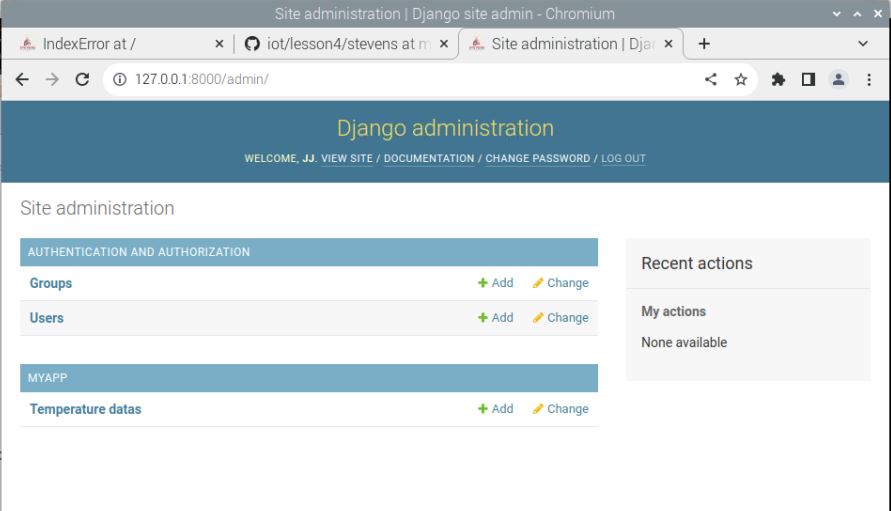 Site administration | Django site admin - Chromium
IndexError at /
iot/lesson4/stevens at m
Site administration | Djan
127.0.0.1:8000/admin/
Django administration
WELCOME, JJ. VIEW SITE / DOCUMENTATION / CHANGE PASSWORD / LOG OUT
Site administration
AUTHENTICATION AND AUTHORIZATION
Groups + Add Change
Users + Add Change
MYAPP
Temperature datas + Add Change
Recent actions
My actions
None available